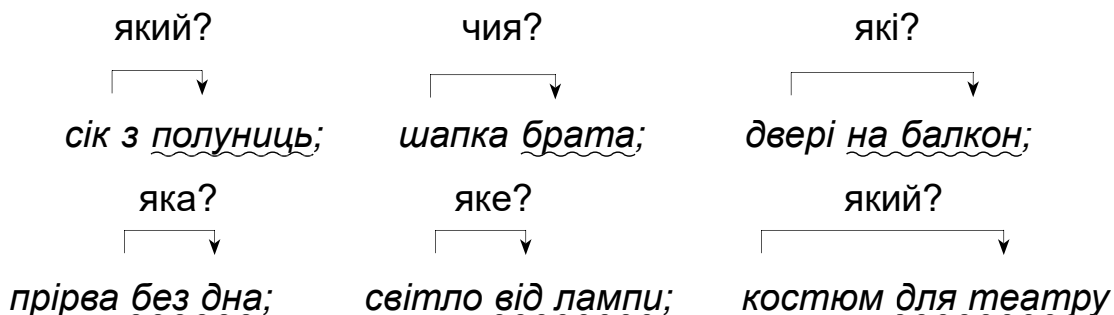 який? чия? які?
сік з полуниць; шапка брата; двері на балкон;
яка? яке? який?
прірва без дна; світло від лампи; костюм для театру